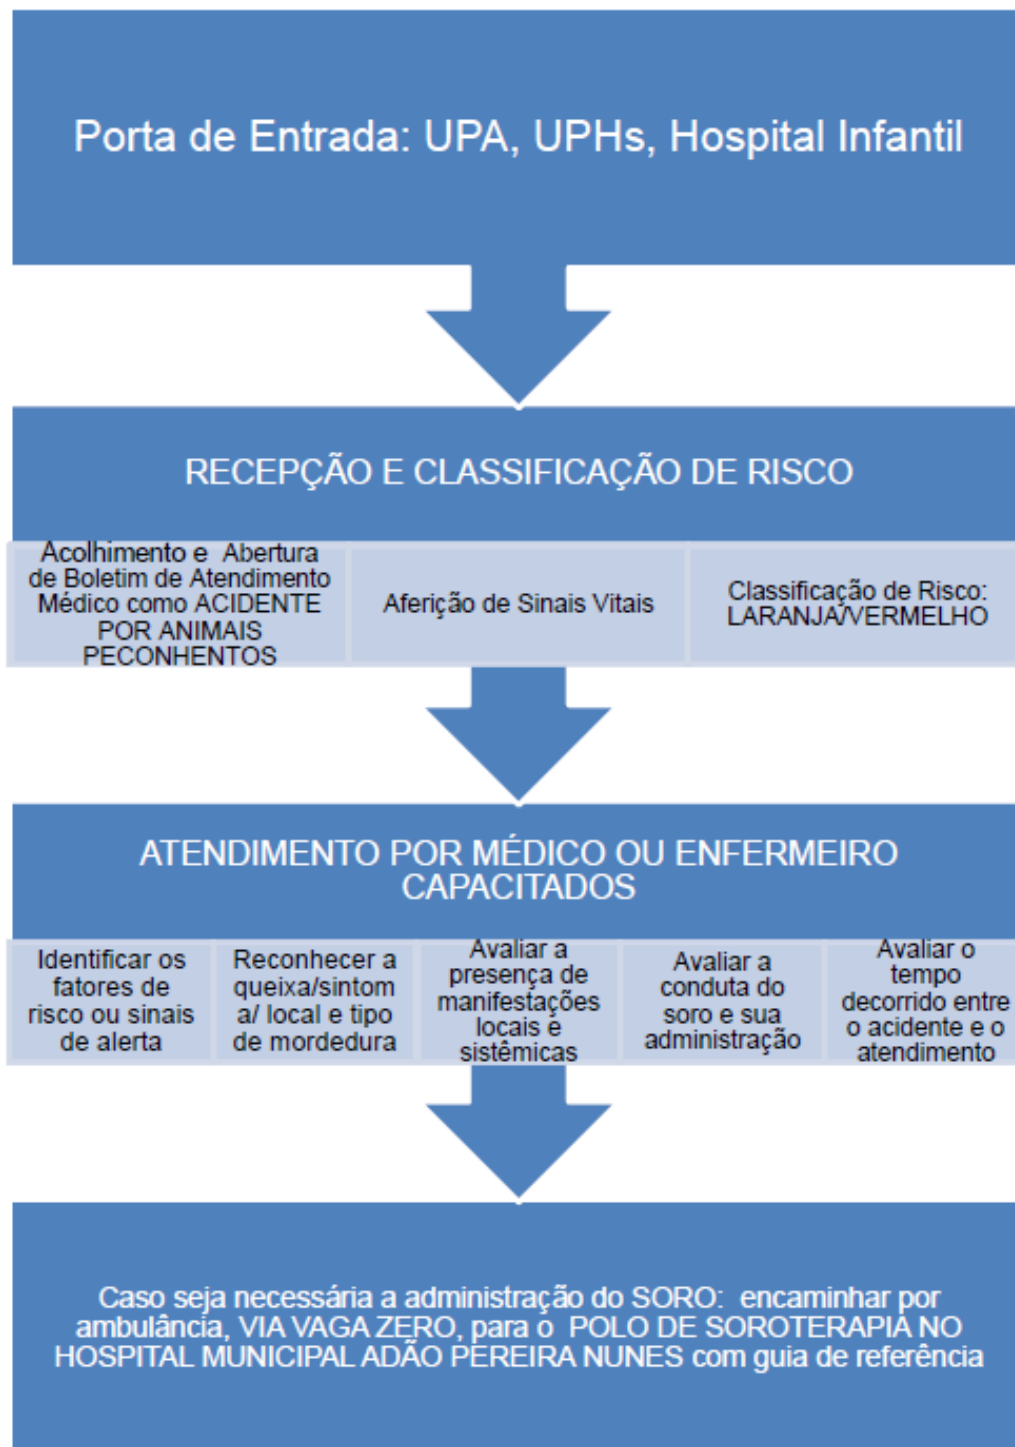 Porta de Entrada: UPA, UPHs, Hospital Infantil
RECEPÇÃO E CLASSIFICAÇÃO DE RISCO
Acolhimento e Abertura
de Boletim de Atendimento
Médico como ACIDENTE
POR ANIMAIS
PECONHENTOS
Aferição de Sinais Vitais
Classificação de Risco:
LARANJA/VERMELHO
ATENDIMENTO POR MÉDICO OU ENFERMEIRO
CAPACITADOS
Identificar os
fatores de
risco ou sinais
de alerta
Reconhecer a
queixa/sintom
a/ local e tipo
de mordedura
Avaliar a
presença de
manifestações
locais e
sistêmicas
Avaliar a
conduta do
soro e sua
administração
Avaliar o
tempo
decorrido entre
o acidente e o
atendimento
Caso seja necessária a administração do SORO: encaminhar por
ambulância, VIA VAGA ZERO, para o POLO DE SOROTERAPIA NO
HOSPITAL MUNICIPAL ADÃO PEREIRA NUNES com guia de referência